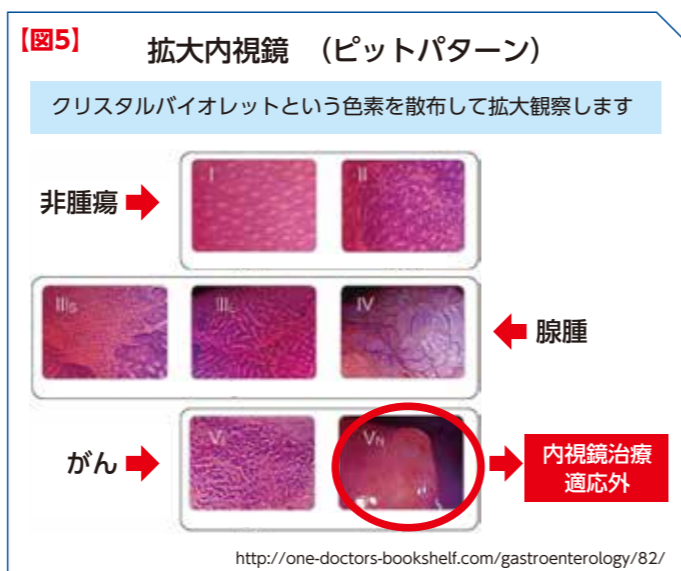 【図5】
拡大内視鏡 (ピットパターン)
クリスタルバイオレットという色素を散布して拡大観察します
非腫瘍
I
II
IIIs
IIIL
IV
腺腫
がん
VI
VN
内視鏡治療
適応外
http://one-doctors-bookshelf.com/gastroenterology/82/